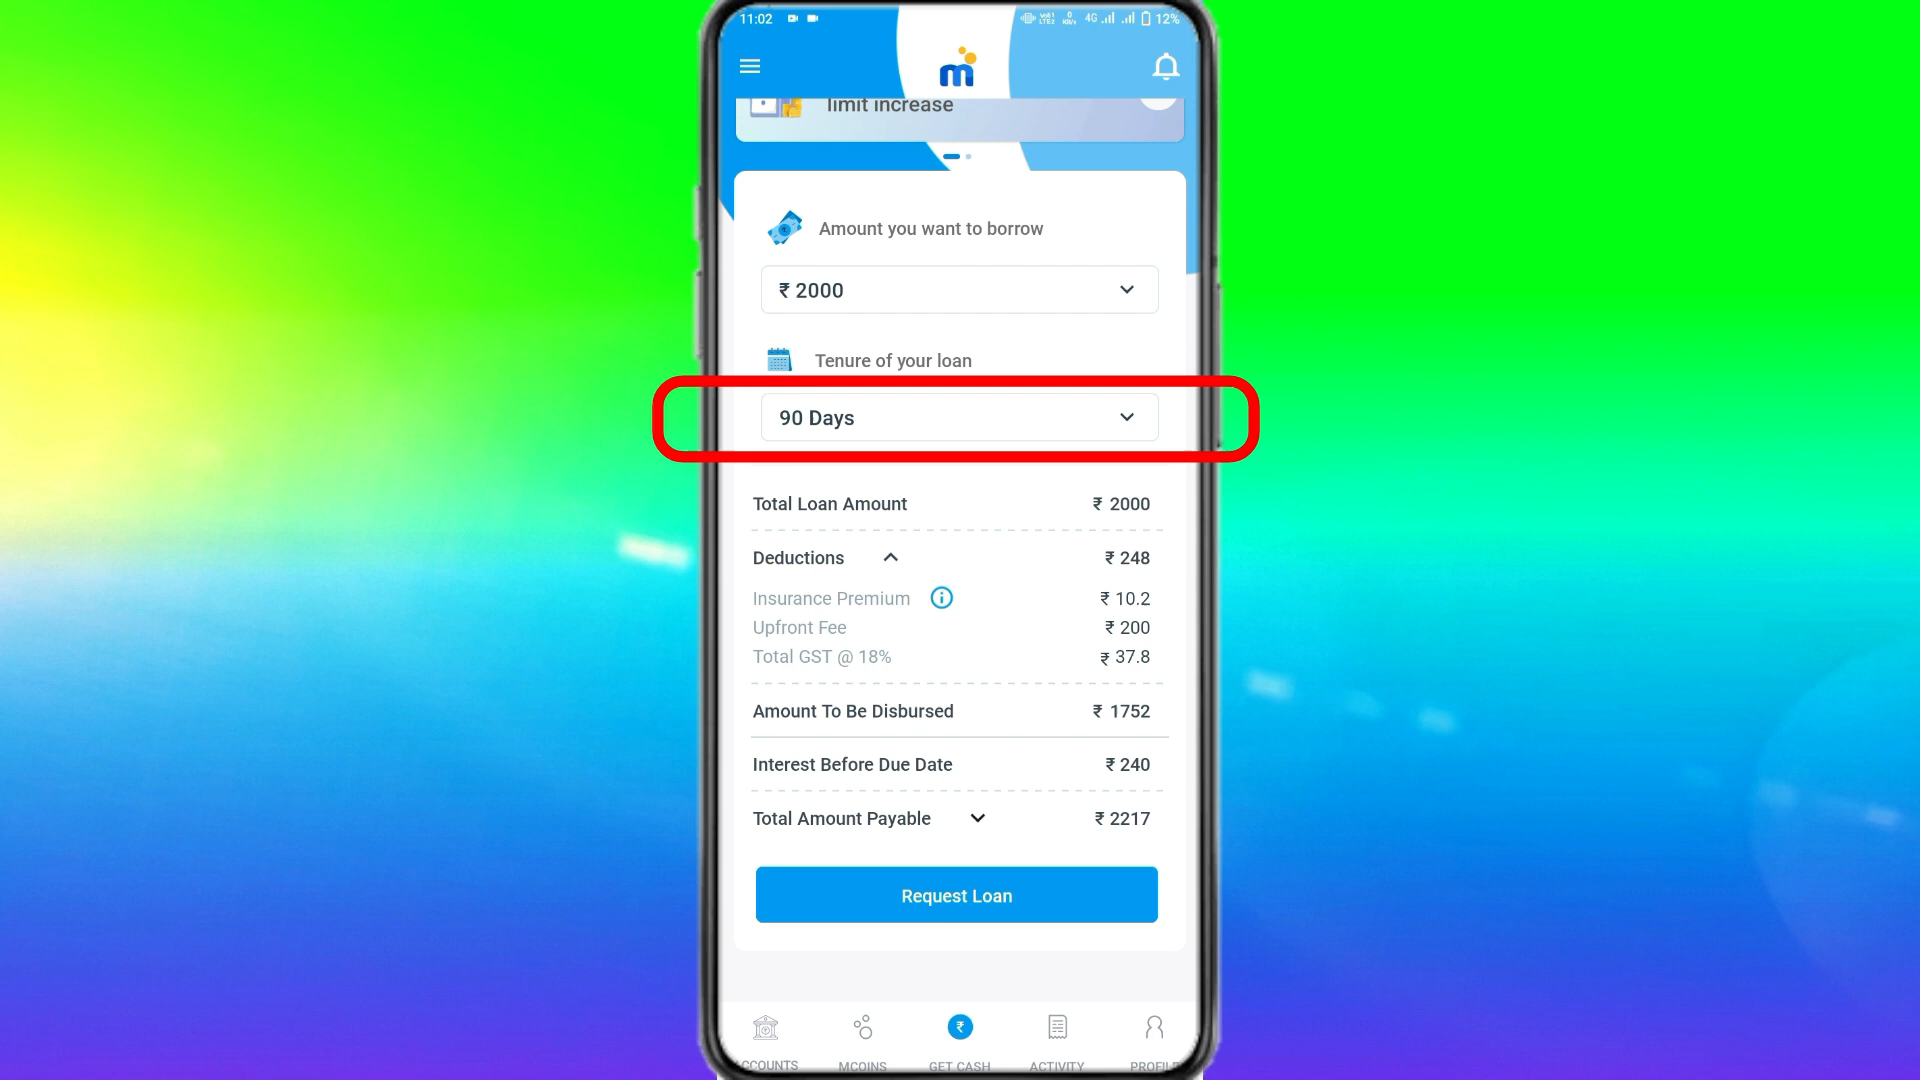 11:02
4G 12%
m
limit increase
Amount you want to borrow
₹ 2000
Tenure of your loan
90 Days
Total Loan Amount ₹ 2000
Deductions ₹ 248
Insurance Premium i ₹ 10.2
Upfront Fee ₹ 200
Total GST @ 18% ₹ 37.8
Amount To Be Disbursed ₹ 1752
Interest Before Due Date ₹ 240
Total Amount Payable ₹ 2217
Request Loan
₹
CCOUNTS MCOINS GET CASH ACTIVITY PROFILE